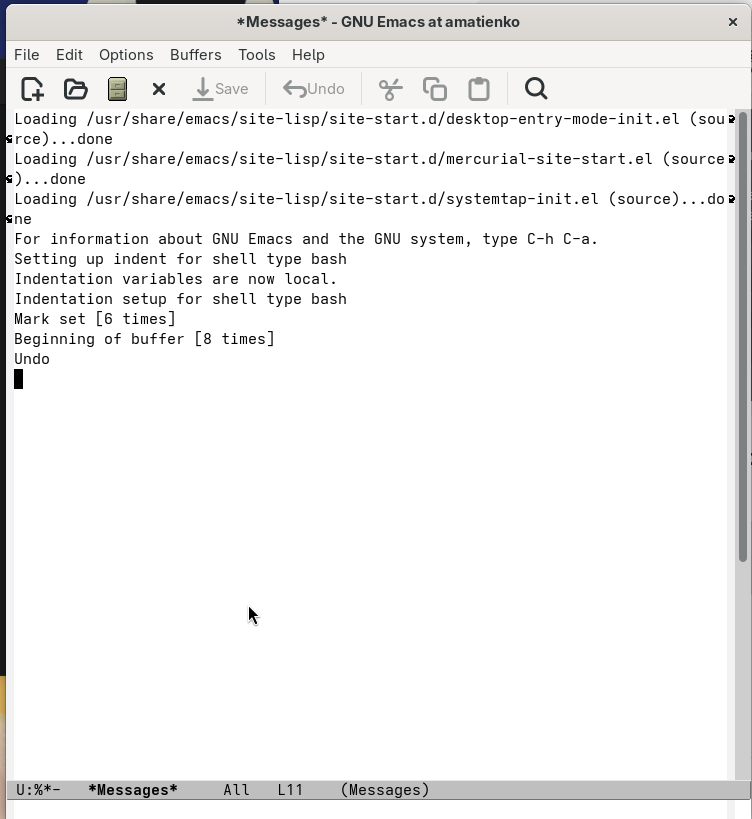 *Messages* - GNU Emacs at amatienko
File Edit Options Buffers Tools Help
Save Undo
Loading /usr/share/emacs/site-lisp/site-start.d/desktop-entry-mode-init.el (sou
rce)...done
Loading /usr/share/emacs/site-lisp/site-start.d/mercurial-site-start.el (source
)...done
Loading /usr/share/emacs/site-lisp/site-start.d/systemtap-init.el (source)...do
ne
For information about GNU Emacs and the GNU system, type C-h C-a.
Setting up indent for shell type bash
Indentation variables are now local.
Indentation setup for shell type bash
Mark set [6 times]
Beginning of buffer [8 times]
Undo
U:%*-  *Messages*  All  L11  (Messages)